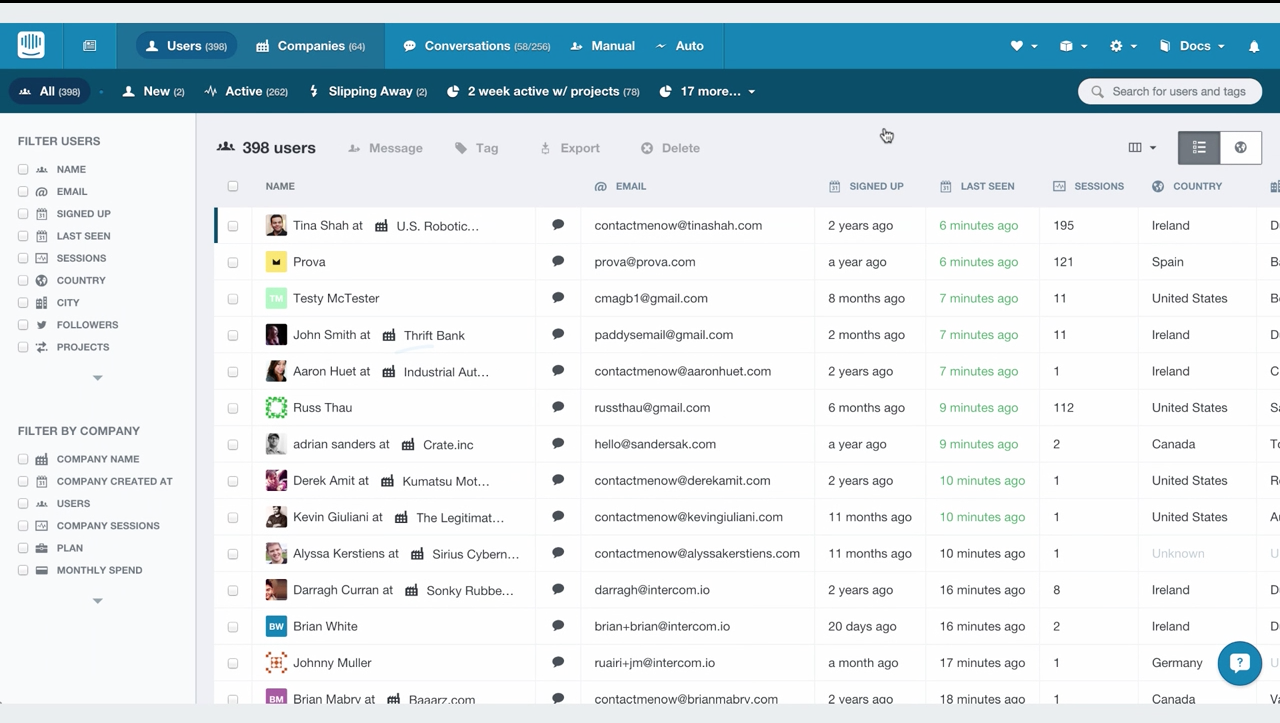 Users (398) Companies (64) Conversations (58/256) Manual Auto Docs
All (398) New (2) Active (262) Slipping Away (2) 2 week active w/ projects (78) 17 more... Search for users and tags
FILTER USERS
NAME
EMAIL
SIGNED UP
LAST SEEN
SESSIONS
COUNTRY
CITY
FOLLOWERS
PROJECTS
FILTER BY COMPANY
COMPANY NAME
COMPANY CREATED AT
USERS
COMPANY SESSIONS
PLAN
MONTHLY SPEND
398 users Message Tag Export Delete
NAME EMAIL SIGNED UP LAST SEEN SESSIONS COUNTRY
Tina Shah at U.S. Robotic... contactmenow@tinashah.com 2 years ago 6 minutes ago 195 Ireland
Prova prova@prova.com a year ago 6 minutes ago 121 Spain
TM Testy McTester cmagb1@gmail.com 8 months ago 7 minutes ago 11 United States
John Smith at Thrift Bank paddysemail@gmail.com 2 months ago 7 minutes ago 11 Ireland
Aaron Huet at Industrial Aut... contactmenow@aaronhuet.com 2 years ago 7 minutes ago 1 Ireland
Russ Thau russthau@gmail.com 6 months ago 9 minutes ago 112 United States
adrian sanders at Crate.inc hello@sandersak.com a year ago 9 minutes ago 2 Canada
Derek Amit at Kumatsu Mot... contactmenow@derekamit.com 2 years ago 10 minutes ago 1 United States
Kevin Giuliani at The Legitimat... contactmenow@kevingiuliani.com 11 months ago 10 minutes ago 1 United States
Alyssa Kerstiens at Sirius Cybern... contactmenow@alyssakerstiens.com 11 months ago 10 minutes ago 1 Unknown
Darragh Curran at Sonky Rubbe... darragh@intercom.io 2 years ago 16 minutes ago 8 Ireland
BW Brian White brian+brian@intercom.io 20 days ago 16 minutes ago 2 Ireland
Johnny Muller ruairi+jm@intercom.io a month ago 17 minutes ago 1 Germany
BM Brian Mabry at Baaarz.com contactmenow@brianmabry.com 2 years ago 18 minutes ago 1 Canada